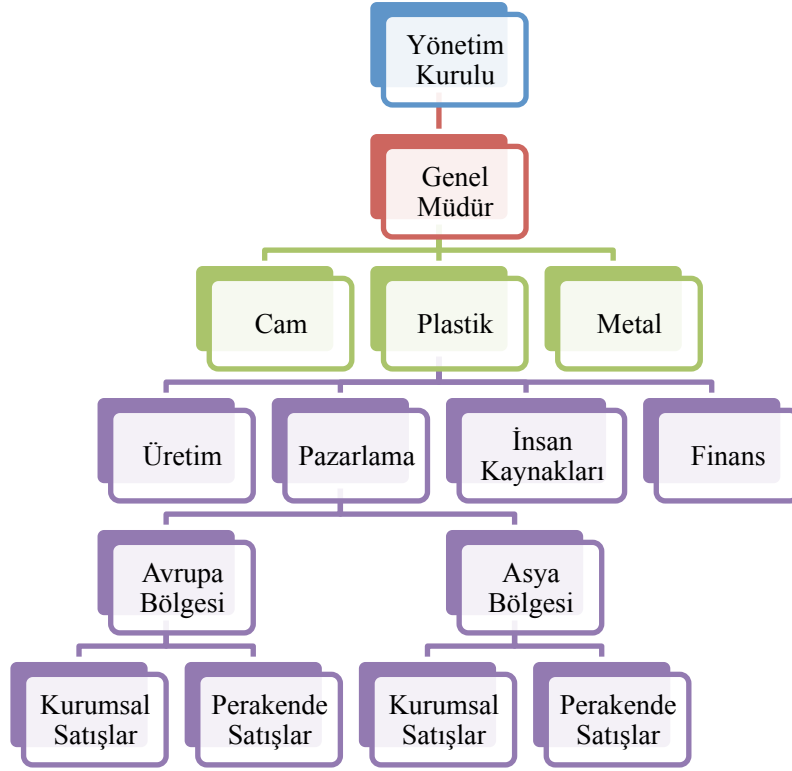 Yönetim
Kurulu
Genel
Müdür
Cam
Plastik
Metal
Üretim
Pazarlama
İnsan
Kaynakları
Finans
Avrupa
Bölgesi
Asya
Bölgesi
Kurumsal
Satışlar
Perakende
Satışlar
Kurumsal
Satışlar
Perakende
Satışlar